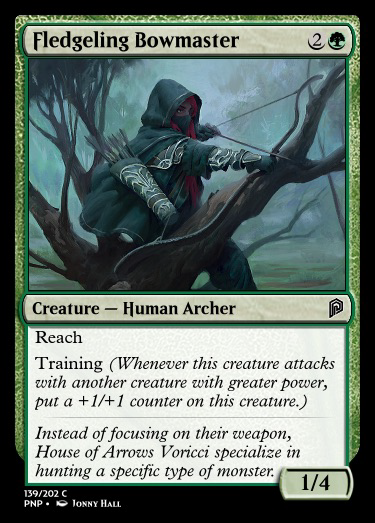 Fledgeling Bowmaster 2
Creature — Human Archer
Reach
Training (Whenever this creature attacks
with another creature with greater power,
put a +1/+1 counter on this creature.)
Instead of focusing on their weapon,
House of Arrows Voricci specialize in
hunting a specific type of monster.
1/4
139/202 C
PNP • Jonny Hall